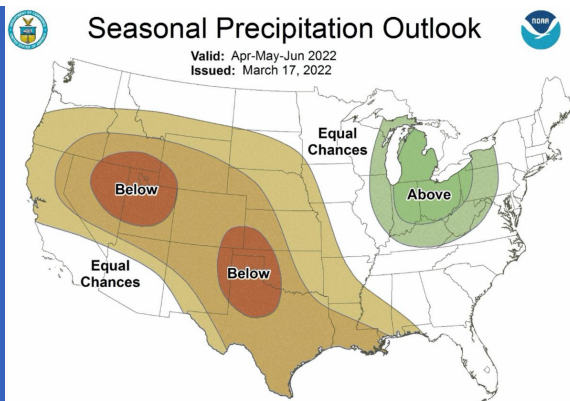 Seasonal Precipitation Outlook
NOAA
Valid: Apr-May-Jun 2022
Issued: March 17, 2022
Equal
Chances
Below
Above
Below
Equal
Chances